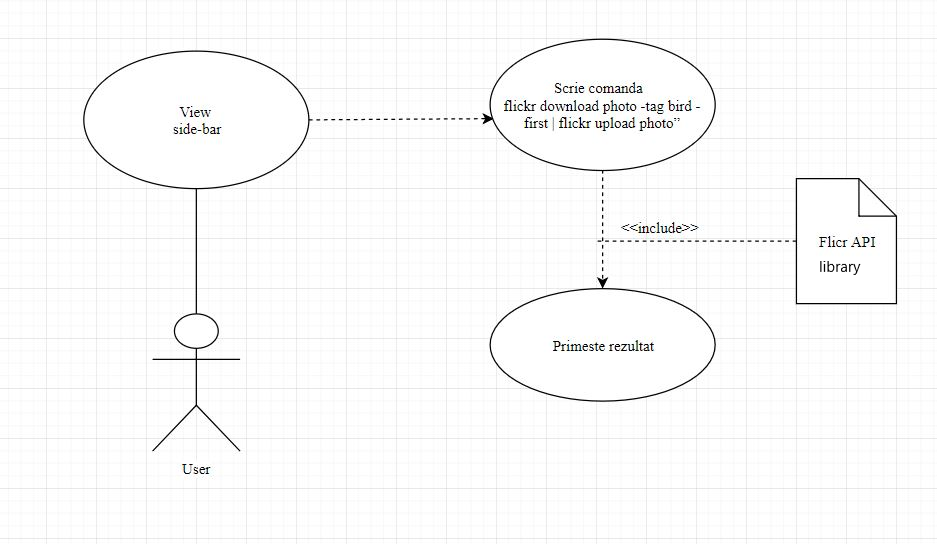 View
side-bar
Scrie comanda
flickr download photo -tag bird -
first | flickr upload photo”
<<include>>
Flicr API
library
Primeste rezultat
User